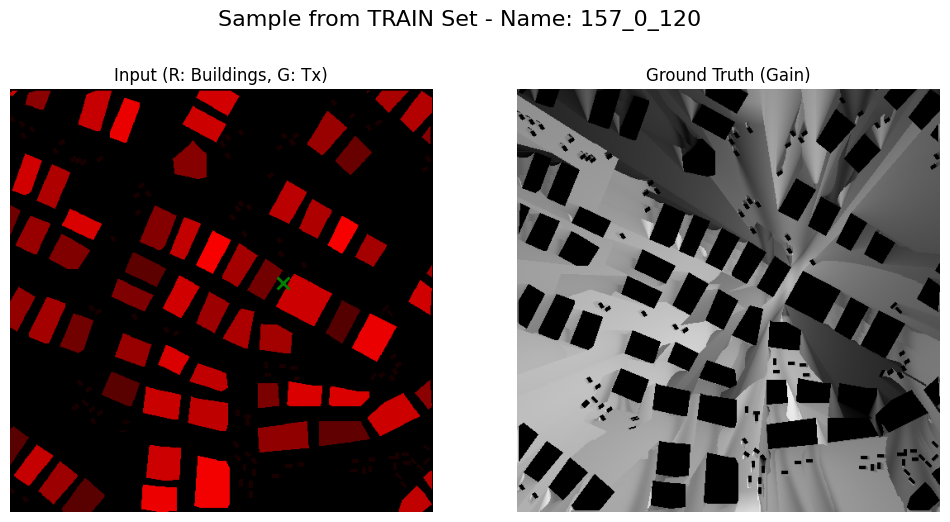 Sample from TRAIN Set - Name: 157_0_120
Input (R: Buildings, G: Tx)
Ground Truth (Gain)